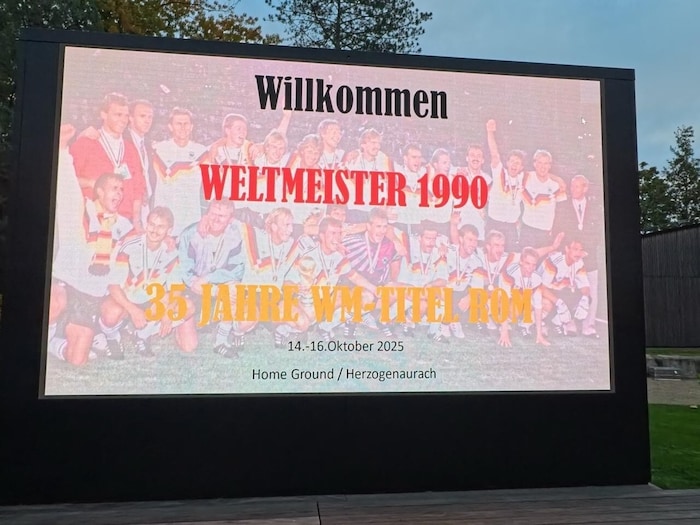 Willkommen
WELTMEISTER 1990
35 JAHRE WM-TITEL ROM
14.-16.Oktober 2025
Home Ground / Herzogenaurach